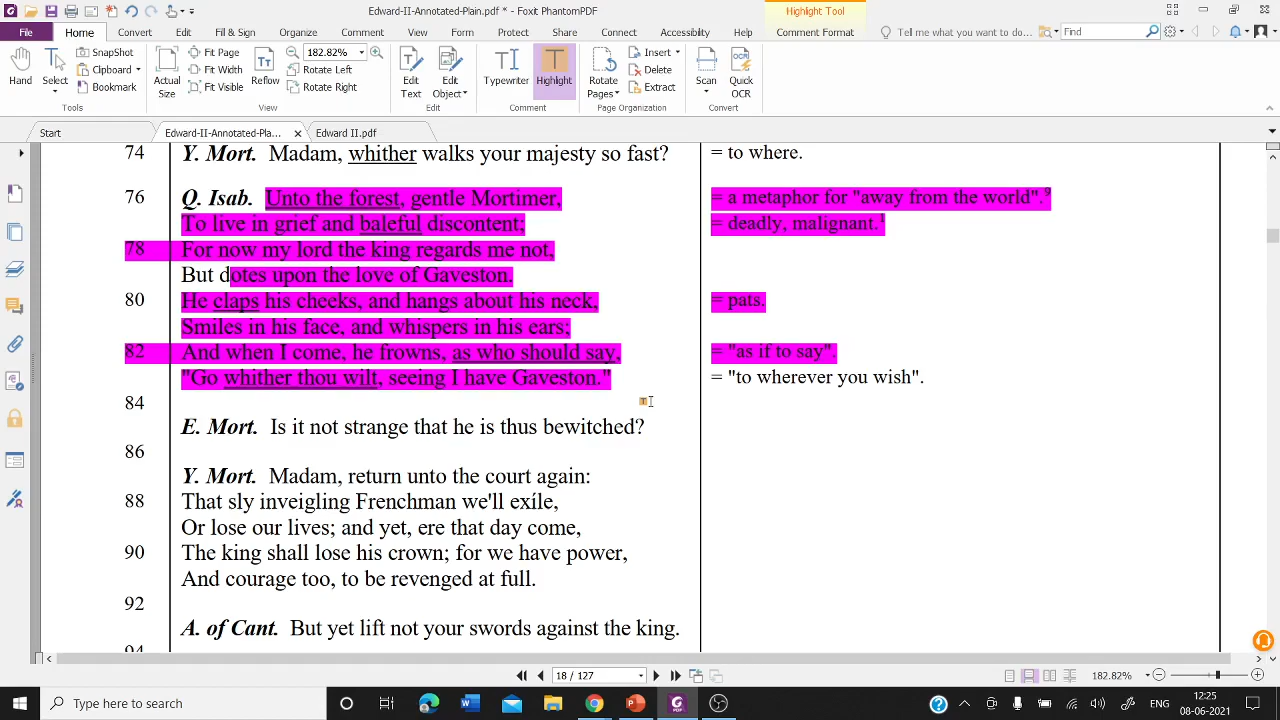 Edward-II-Annotated-Plain.pdf * - Foxit PhantomPDF
Highlight Tool
File Home Convert Edit Fill & Sign Organize Comment View Form Protect Share Connect Accessibility Help Comment Format Tell me what you want to do... Find
Hand
Select
SnapShot
Clipboard
Bookmark
Actual Size
Fit Page
Fit Width
Fit Visible
Reflow
182.82%
Rotate Left
Rotate Right
Edit Text
Edit Object
Typewriter
Highlight
Rotate Pages
Insert
Delete
Extract
Scan
Quick OCR
Tools View Edit Comment Page Organization Convert
Start Edward-II-Annotated-Pla... Edward II.pdf
74 Y. Mort. Madam, whither walks your majesty so fast? = to where.
76 Q. Isab. Unto the forest, gentle Mortimer, = a metaphor for "away from the world".9
To live in grief and baleful discontent; = deadly, malignant.1
78 For now my lord the king regards me not,
But dotes upon the love of Gaveston.
80 He claps his cheeks, and hangs about his neck, = pats.
Smiles in his face, and whispers in his ears;
82 And when I come, he frowns, as who should say, = "as if to say".
"Go whither thou wilt, seeing I have Gaveston." = "to wherever you wish".
84
E. Mort. Is it not strange that he is thus bewitched?
86
Y. Mort. Madam, return unto the court again:
88 That sly inveigling Frenchman we'll exíle,
Or lose our lives; and yet, ere that day come,
90 The king shall lose his crown; for we have power,
And courage too, to be revenged at full.
92
A. of Cant. But yet lift not your swords against the king.
94
18 / 127 182.82%
Type here to search
ENG
12:25
08-06-2021